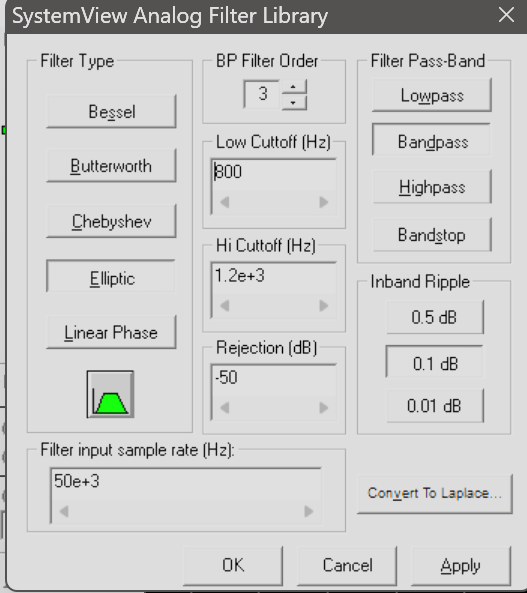 SystemView Analog Filter Library
Filter Type
Bessel
Butterworth
Chebyshev
Elliptic
Linear Phase
BP Filter Order
3
Low Cuttoff (Hz)
800
Hi Cuttoff (Hz)
1.2e+3
Rejection (dB)
-50
Filter Pass-Band
Lowpass
Bandpass
Highpass
Bandstop
Inband Ripple
0.5 dB
0.1 dB
0.01 dB
Filter input sample rate (Hz):
50e+3
Convert To Laplace...
OK
Cancel
Apply